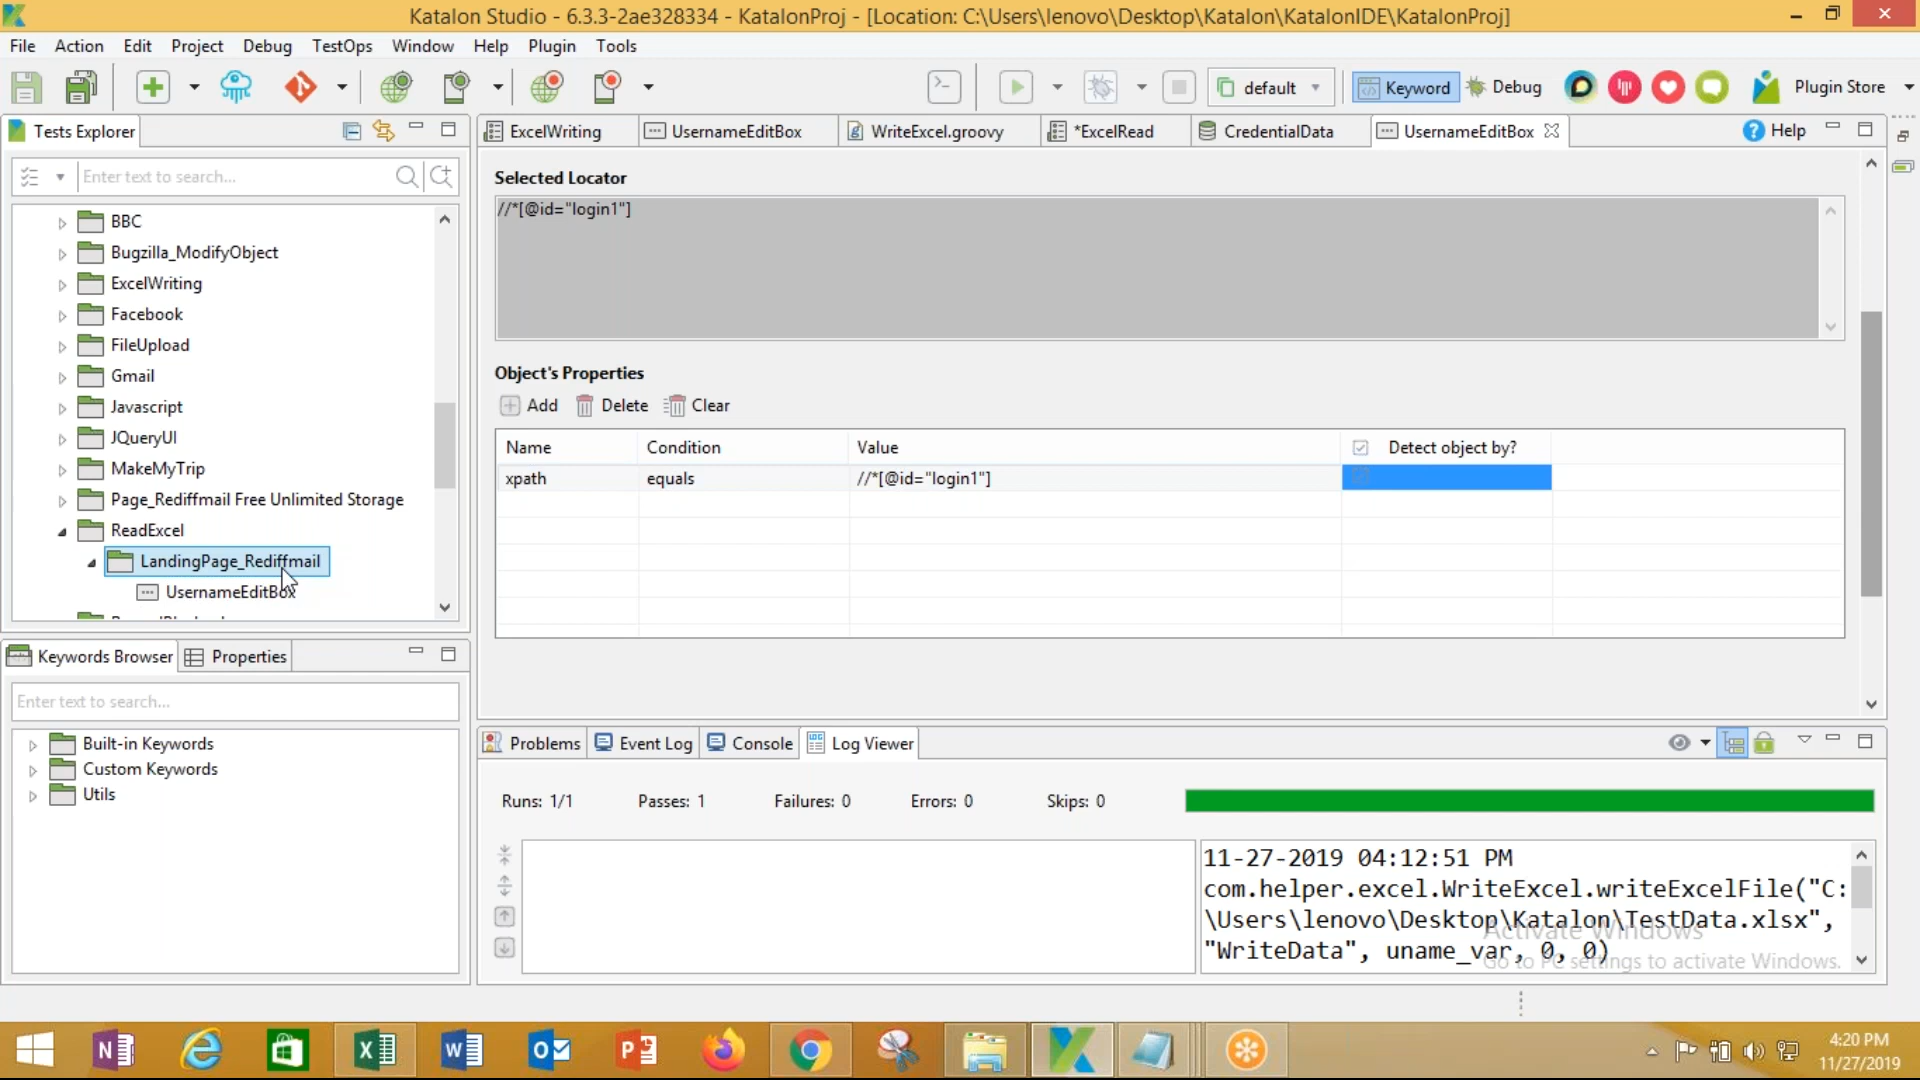 Katalon Studio - 6.3.3-2ae328334 - KatalonProj - [Location: C:\Users\lenovo\Desktop\Katalon\KatalonIDE\KatalonProj]
File Action Edit Project Debug TestOps Window Help Plugin Tools
default Keyword Debug Plugin Store
Tests Explorer
ExcelWriting UsernameEditBox WriteExcel.groovy *ExcelRead CredentialData UsernameEditBox Help
Enter text to search...
BBC
Bugzilla_ModifyObject
ExcelWriting
Facebook
FileUpload
Gmail
Javascript
JQueryUI
MakeMyTrip
Page_Rediffmail Free Unlimited Storage
ReadExcel
LandingPage_Rediffmail
UsernameEditBox
Selected Locator
//*[@id="login1"]
Object's Properties
Add Delete Clear
Name Condition Value Detect object by?
xpath equals //*[@id="login1"]
Keywords Browser Properties
Enter text to search...
Built-in Keywords
Custom Keywords
Utils
Problems Event Log Console Log Viewer
Runs: 1/1 Passes: 1 Failures: 0 Errors: 0 Skips: 0
11-27-2019 04:12:51 PM
com.helper.excel.WriteExcel.writeExcelFile("C:
\Users\lenovo\Desktop\Katalon\TestData.xlsx",
"WriteData", uname_var, 0, 0)
Activate Windows
Go to PC settings to activate Windows.
4:20 PM
11/27/2019